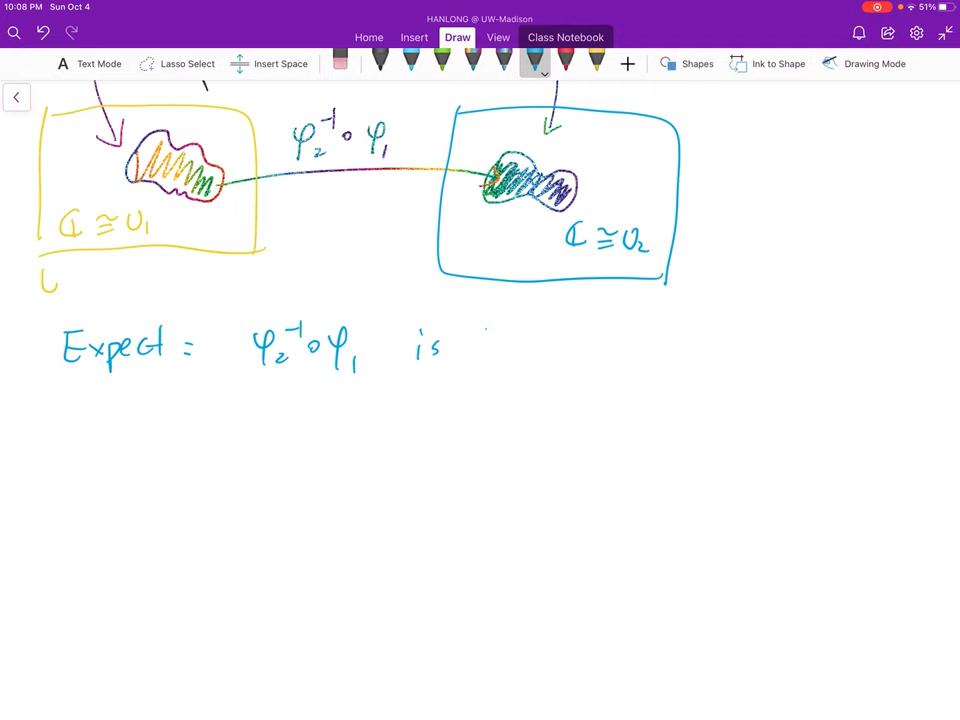 10:08 PM Sun Oct 4
51%
HANLONG @ UW-Madison
Home Insert Draw View Class Notebook
A Text Mode Lasso Select Insert Space Shapes Ink to Shape Drawing Mode
φ₂⁻¹ ∘ φ₁
ℂ ≅ U₁
ℂ ≅ U₂
Expect : φ₂⁻¹ ∘ φ₁ is